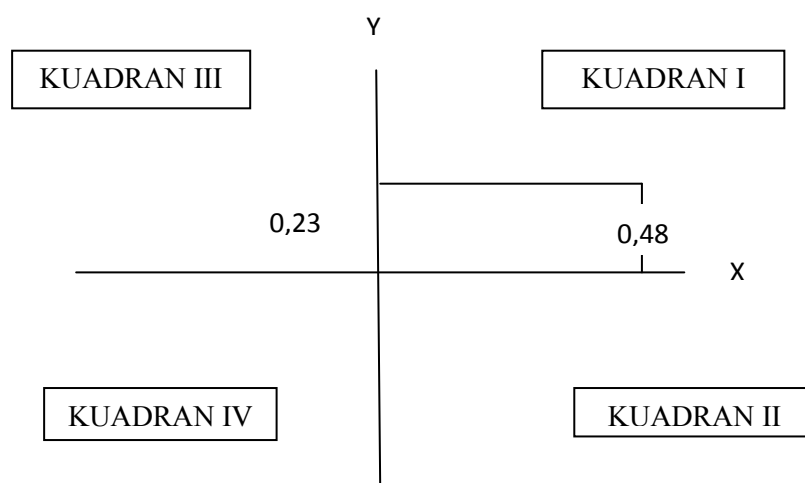 Y
KUADRAN III
KUADRAN I
0,23
0,48
X
KUADRAN IV
KUADRAN II